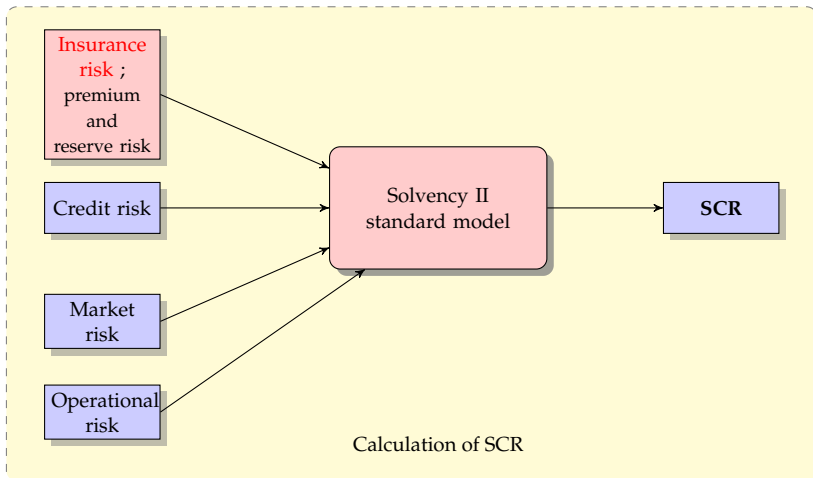 Insurance
risk ;
premium
and
reserve risk
Credit risk
Market
risk
Operational
risk
Solvency II
standard model
SCR
Calculation of SCR